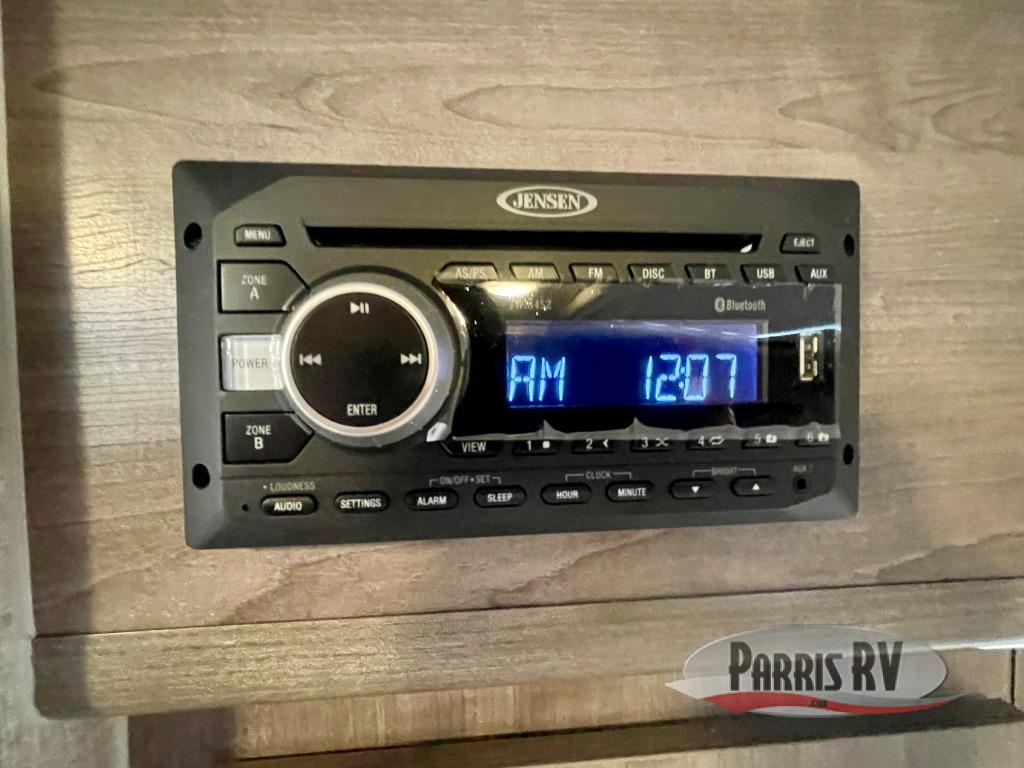 JENSEN
MENU
EJECT
AS/PS AM FM DISC BT USB AUX
ZONE
A
Bluetooth
POWER
AM 12:07
ENTER
ZONE
B
VIEW 1 2 3 4 5 6
LOUDNESS ON/OFF • SET CLOCK BRIGHT
AUDIO SETTINGS ALARM SLEEP HOUR MINUTE
PARRIS RV
.com